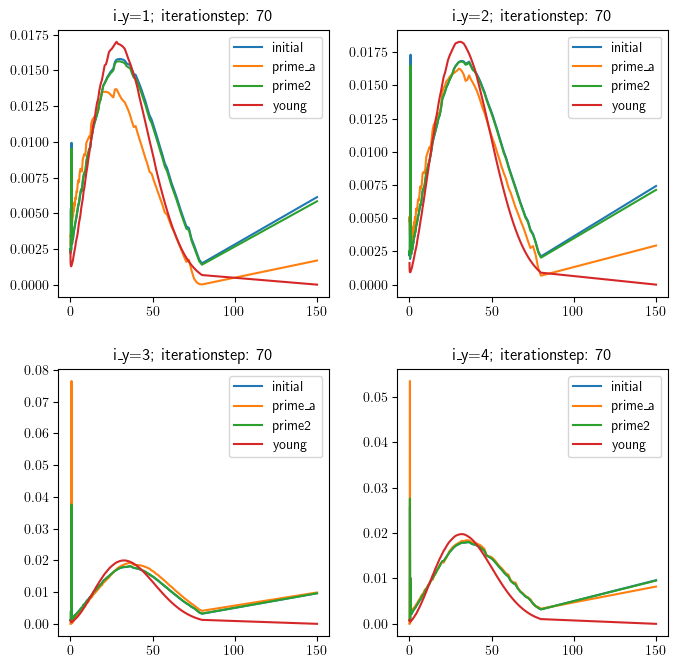 i_y=1; iterationstep: 70
0.0175
0.0150
0.0125
0.0100
0.0075
0.0050
0.0025
0.0000
0
50
100
150
initial
prime_a
prime2
young
i_y=2; iterationstep: 70
0.0175
0.0150
0.0125
0.0100
0.0075
0.0050
0.0025
0.0000
0
50
100
150
initial
prime_a
prime2
young
i_y=3; iterationstep: 70
0.08
0.07
0.06
0.05
0.04
0.03
0.02
0.01
0.00
0
50
100
150
initial
prime_a
prime2
young
i_y=4; iterationstep: 70
0.05
0.04
0.03
0.02
0.01
0.00
0
50
100
150
initial
prime_a
prime2
young